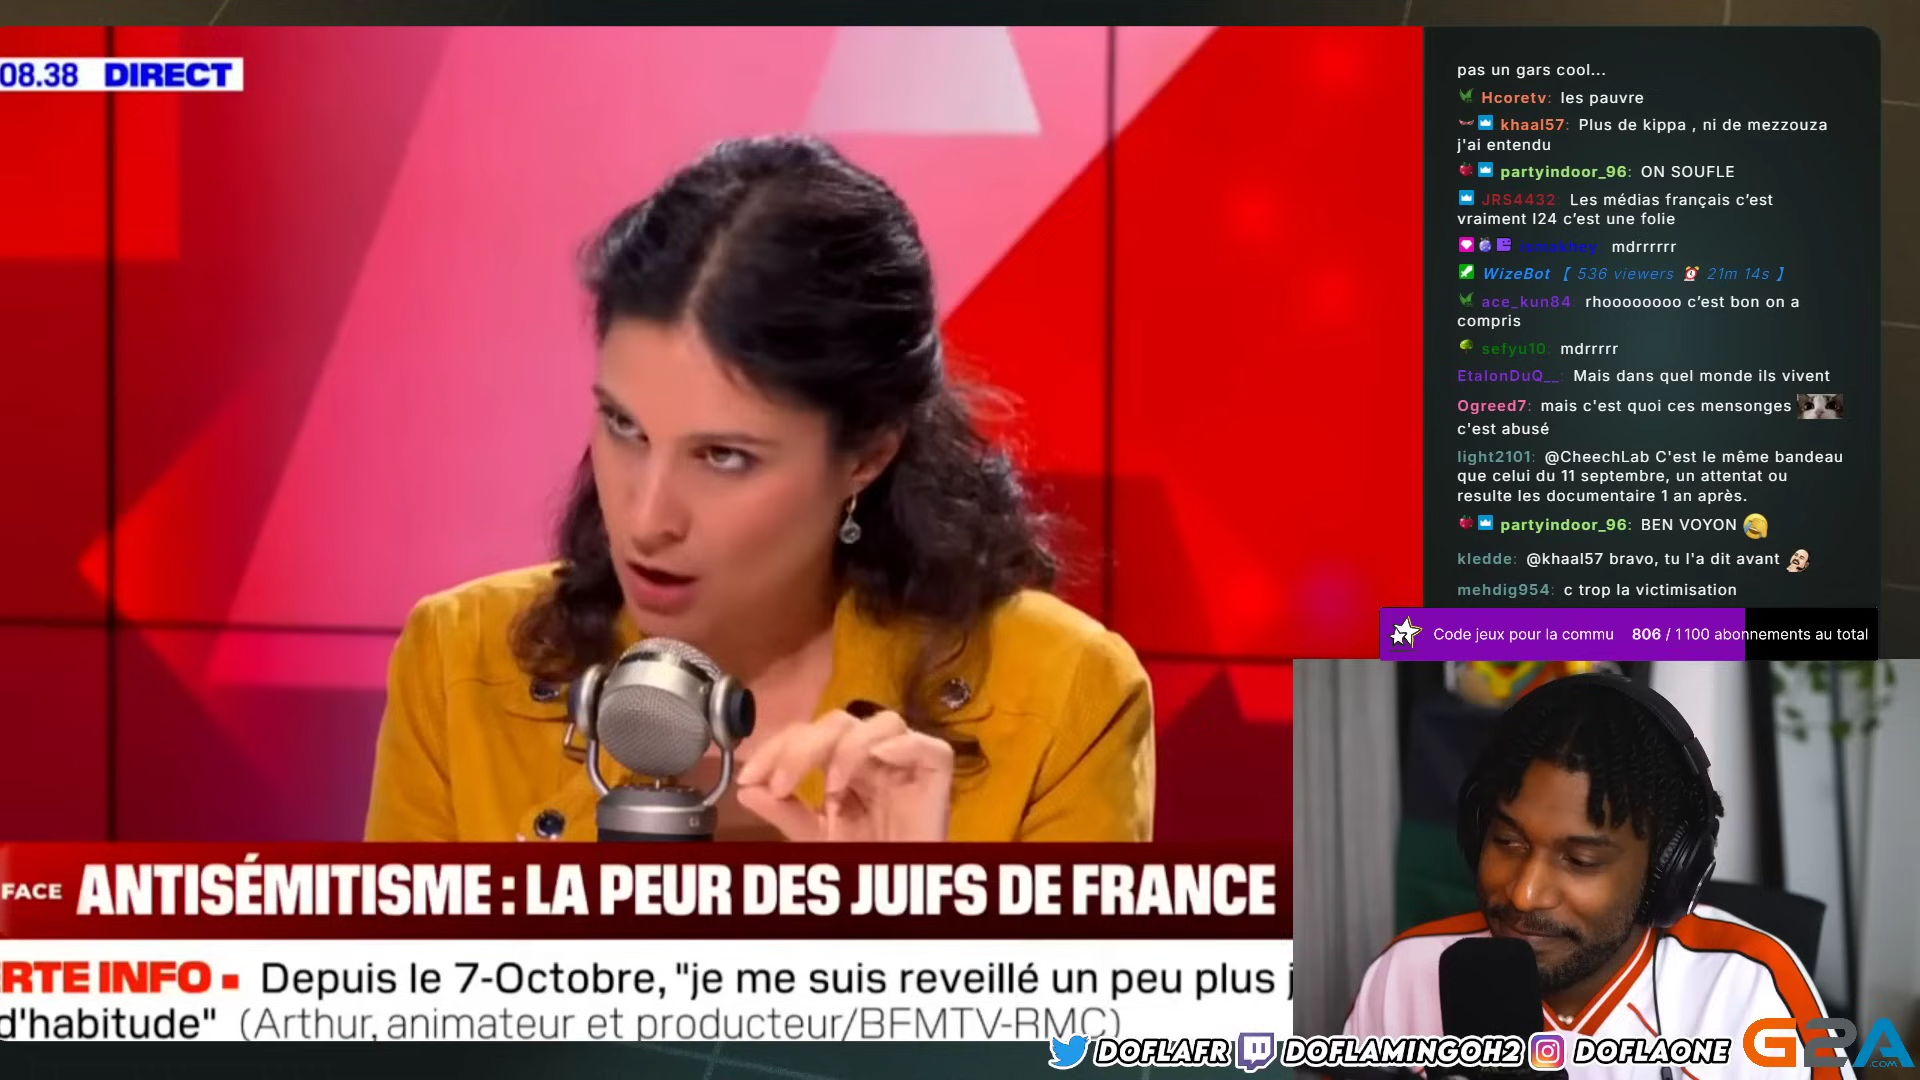 08.38 DIRECT
pas un gars cool...
Hcoretv: les pauvre
khaal57: Plus de kippa , ni de mezzouza
j'ai entendu
partyindoor_96: ON SOUFLE
JRS4432: Les médias français c'est
vraiment I24 c'est une folie
mdrrrrrr
WizeBot 【 536 viewers ⏰ 21m 14s 】
ace_kun84: rhoooooooo c'est bon on a
compris
sefyu10: mdrrrrr
EtalonDuQ__: Mais dans quel monde ils vivent
Ogreed7: mais c'est quoi ces mensonges
c'est abusé
light2101: @CheechLab C'est le même bandeau
que celui du 11 septembre, un attentat ou
resulte les documentaire 1 an après.
partyindoor_96: BEN VOYON
kledde: @khaal57 bravo, tu l'a dit avant
mehdig954: c trop la victimisation
Code jeux pour la commu 806 / 1100 abonnements au total
FACE ANTISÉMITISME : LA PEUR DES JUIFS DE FRANCE
RTE INFO ▪ Depuis le 7-Octobre, "je me suis reveillé un peu plus j
d'habitude" (Arthur, animateur et producteur/BFMTV-RMC)
DOFLAFR DOFLAMINGOH2 DOFLAONE G2A
.COM